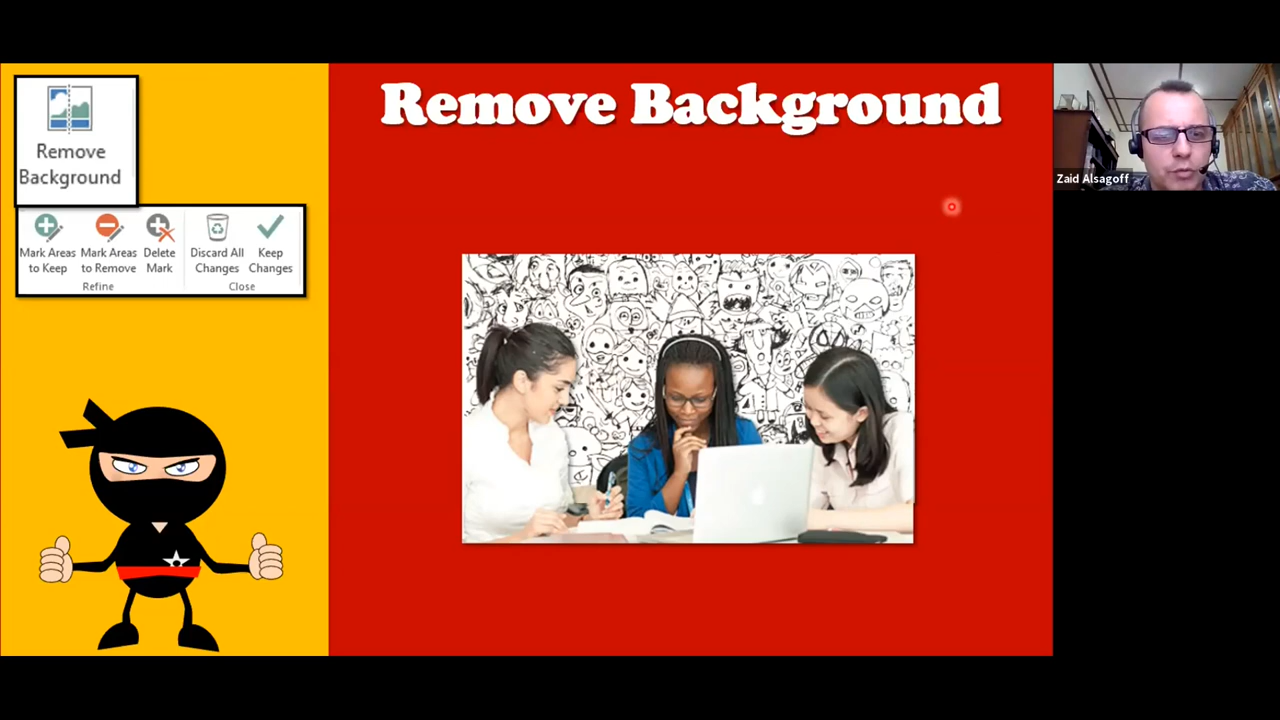 Remove Background
Remove
Background
Mark Areas to Keep
Mark Areas to Remove
Delete Mark
Discard All Changes
Keep Changes
Refine
Close
Zaid Alsagoff